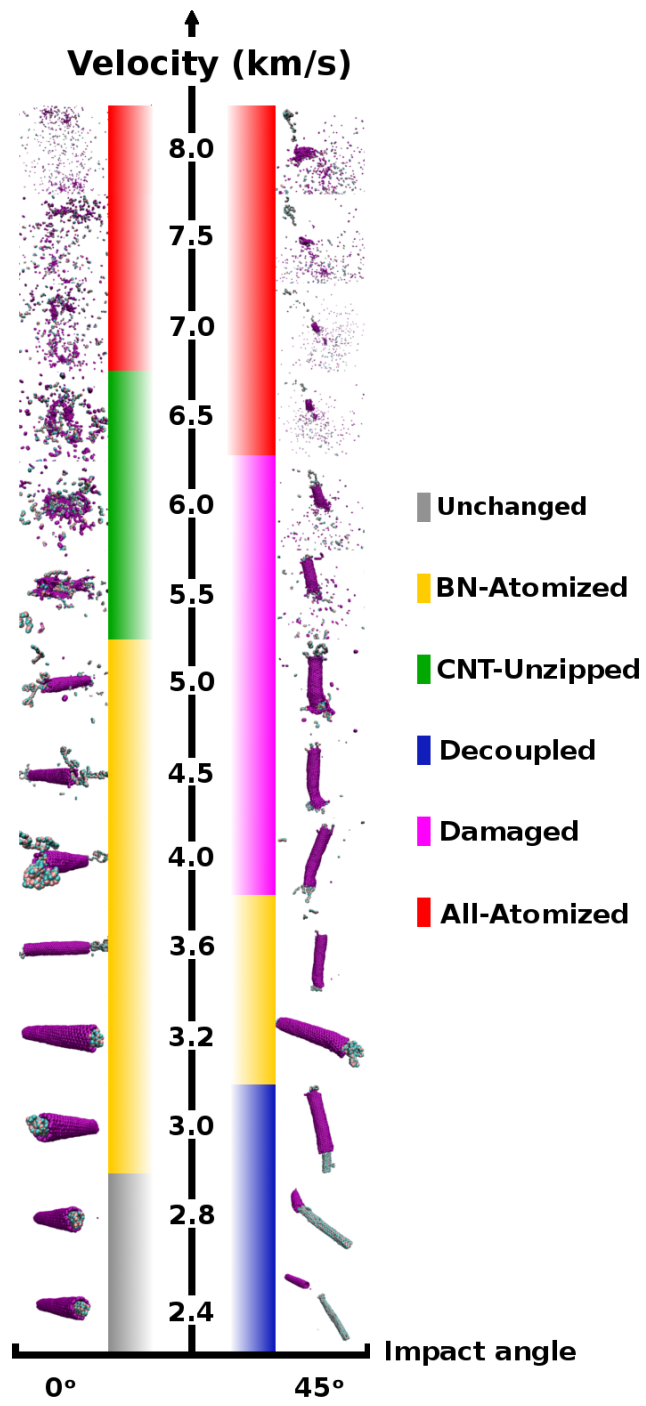 Velocity (km/s)
8.0
7.5
7.0
6.5
6.0
5.5
5.0
4.5
4.0
3.6
3.2
3.0
2.8
2.4
Unchanged
BN-Atomized
CNT-Unzipped
Decoupled
Damaged
All-Atomized
Impact angle
0º
45º